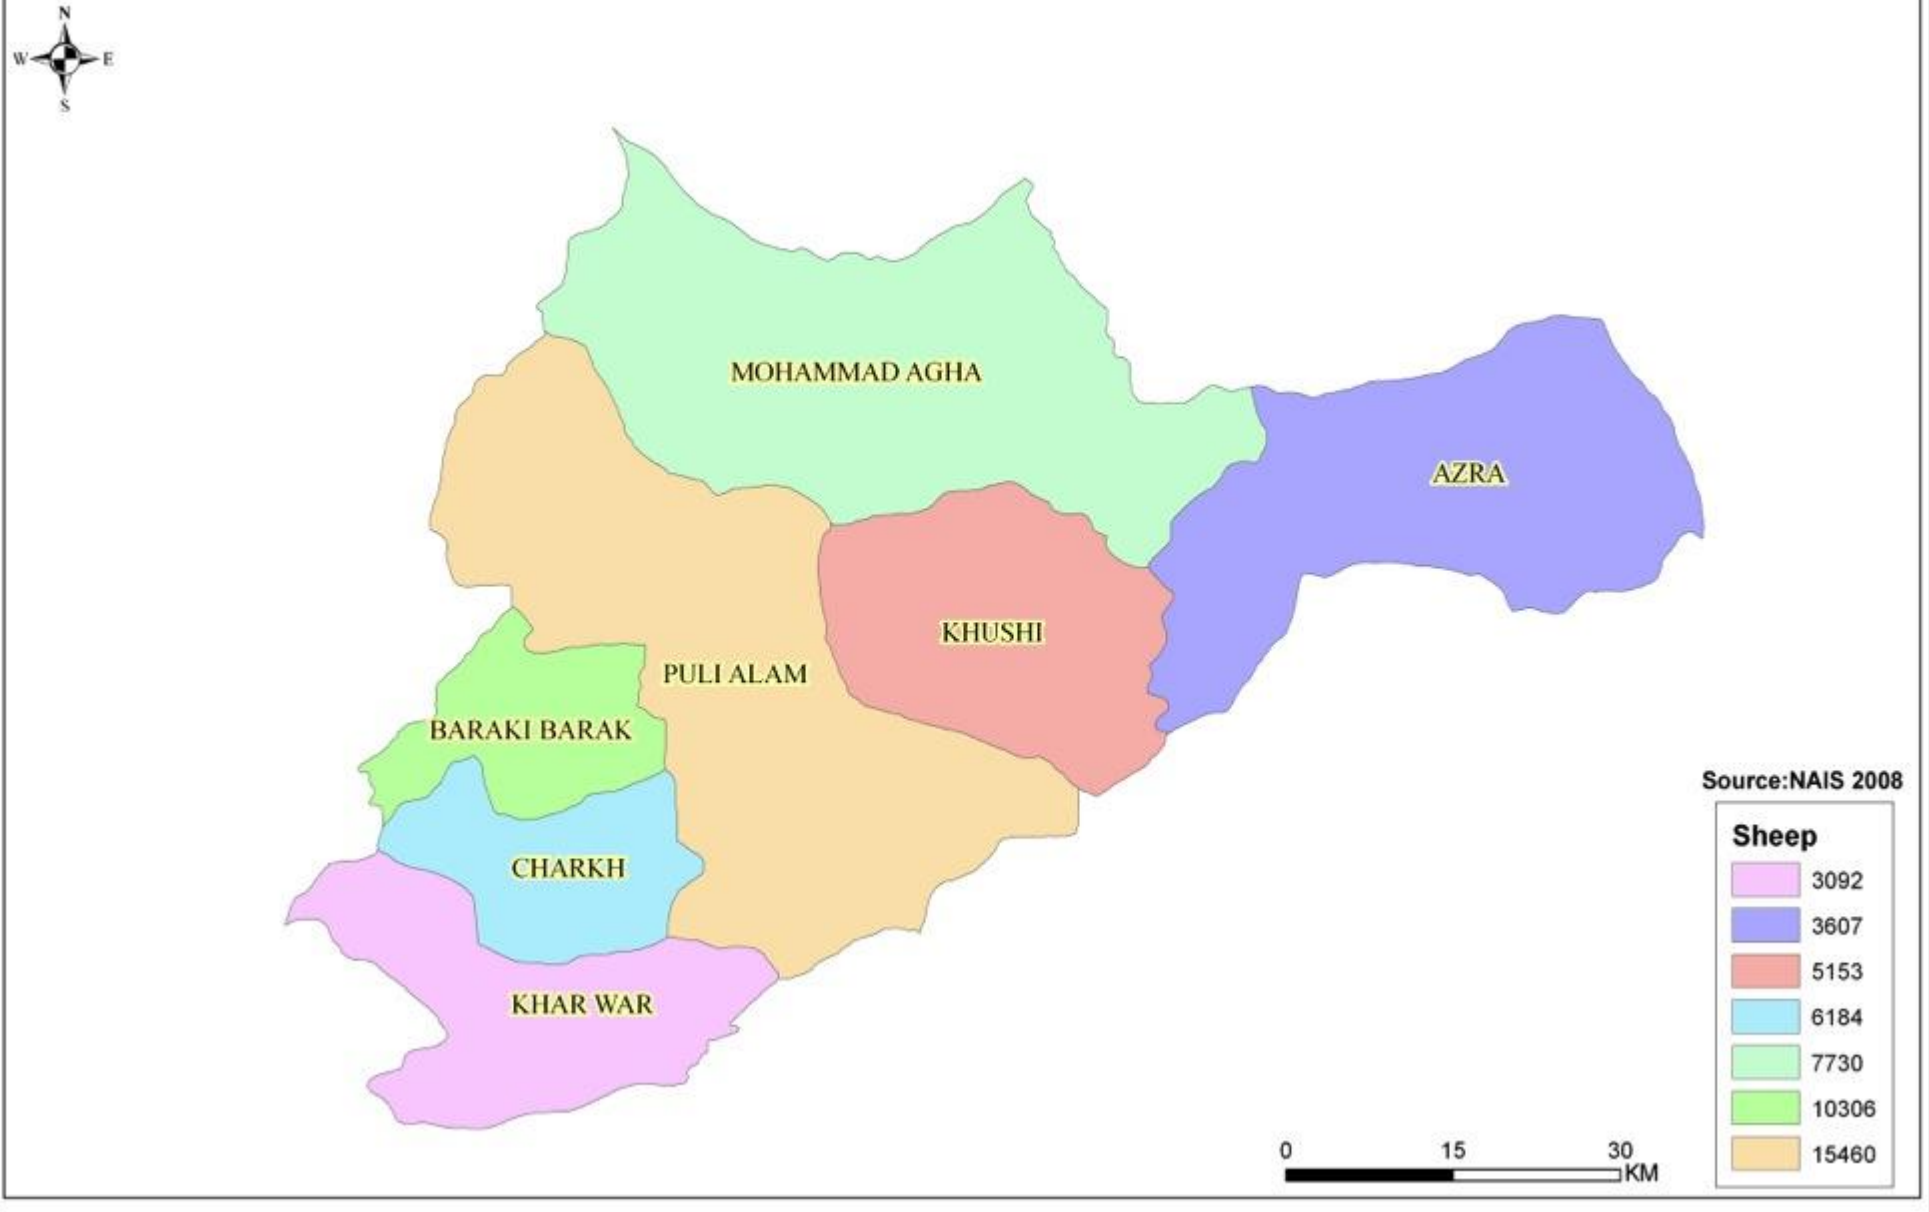 N
W E
S
MOHAMMAD AGHA
AZRA
KHUSHI
PULI ALAM
BARAKI BARAK
CHARKH
KHAR WAR
Source:NAIS 2008
Sheep
3092
3607
5153
6184
7730
10306
15460
0 15 30
KM